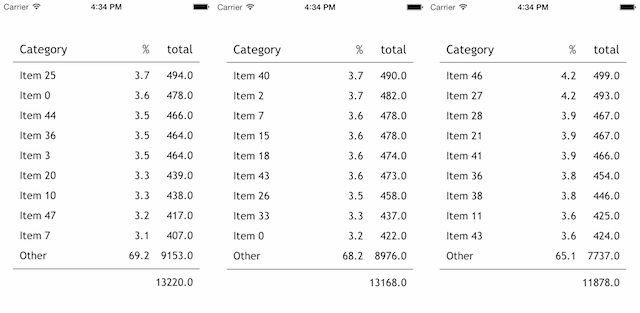 Carrier 4:34 PM
Category % total
Item 25 3.7 494.0
Item 0 3.6 478.0
Item 44 3.5 466.0
Item 36 3.5 464.0
Item 3 3.5 464.0
Item 20 3.3 439.0
Item 10 3.3 438.0
Item 47 3.2 417.0
Item 7 3.1 407.0
Other 69.2 9153.0
13220.0
Carrier 4:34 PM
Category % total
Item 40 3.7 490.0
Item 2 3.7 482.0
Item 7 3.6 478.0
Item 15 3.6 478.0
Item 18 3.6 474.0
Item 43 3.6 473.0
Item 26 3.5 458.0
Item 33 3.3 437.0
Item 0 3.2 422.0
Other 68.2 8976.0
13168.0
Carrier 4:34 PM
Category % total
Item 46 4.2 499.0
Item 27 4.2 493.0
Item 28 3.9 467.0
Item 21 3.9 467.0
Item 41 3.9 466.0
Item 36 3.8 454.0
Item 38 3.8 446.0
Item 11 3.6 425.0
Item 43 3.6 424.0
Other 65.1 7737.0
11878.0